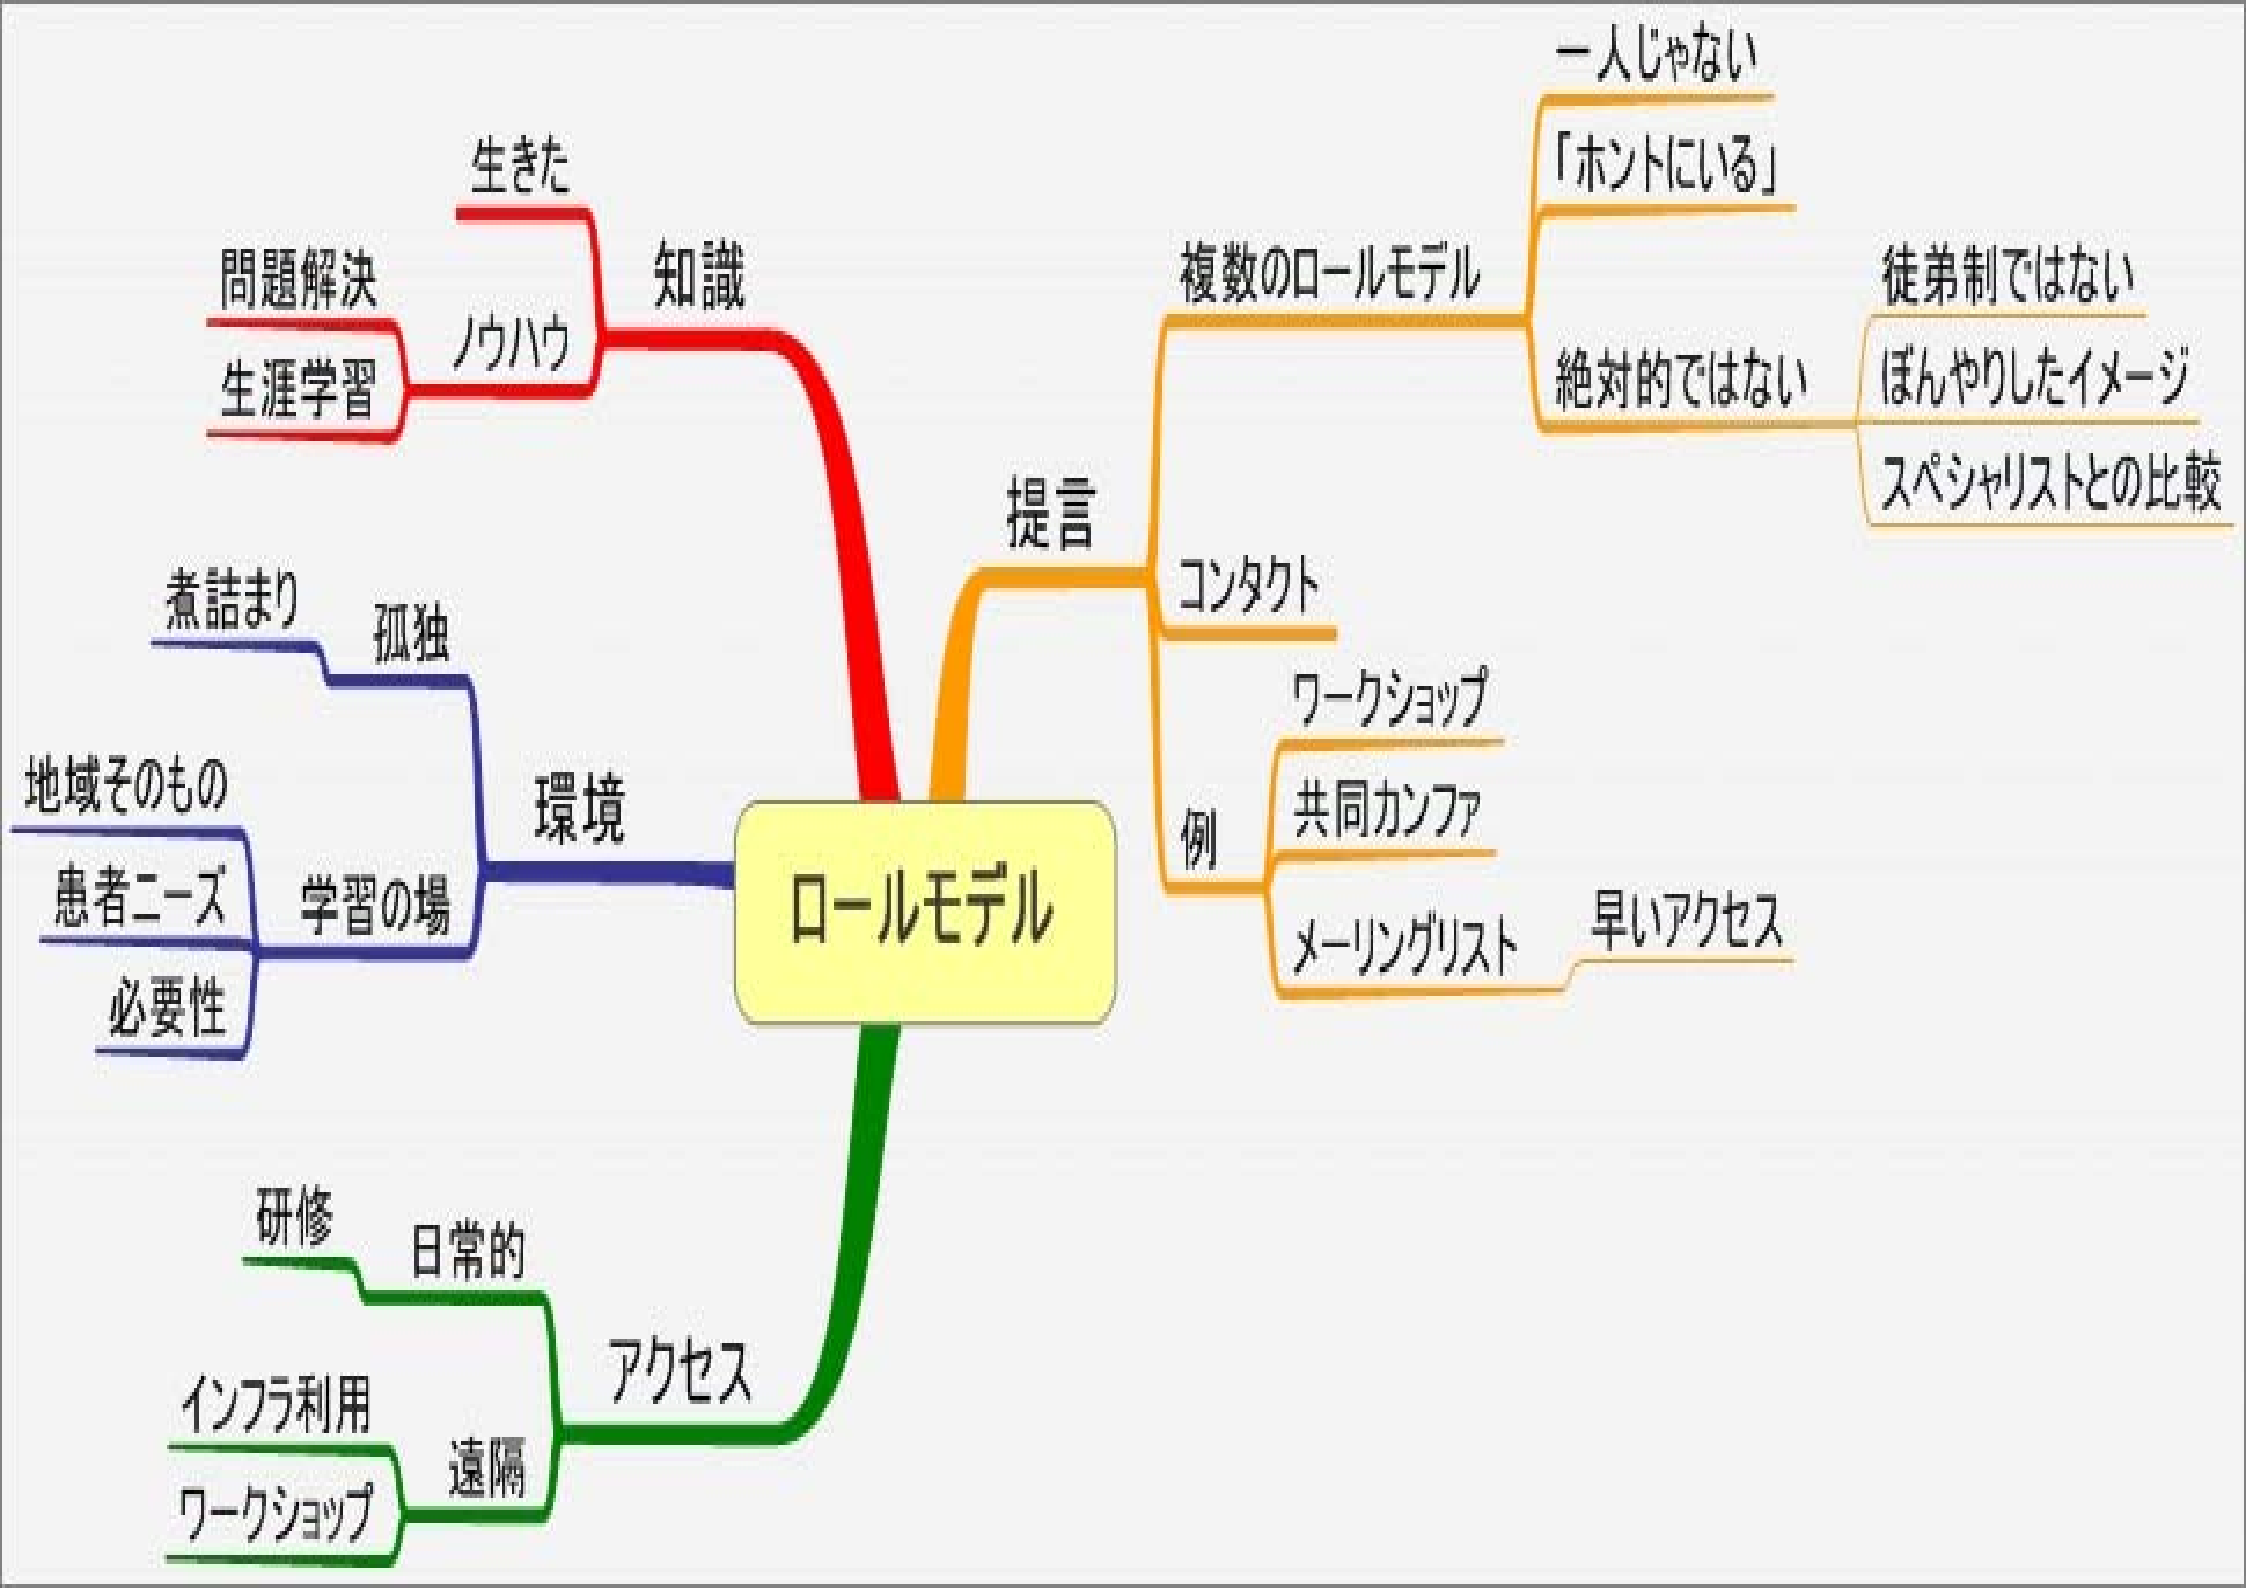 ロールモデル
知識
生きた
ノウハウ
問題解決
生涯学習
環境
孤独
煮詰まり
学習の場
地域そのもの
患者ニーズ
必要性
アクセス
日常的
研修
遠隔
インフラ利用
ワークショップ
提言
複数のロールモデル
一人じゃない
「ホントにいる」
絶対的ではない
徒弟制ではない
ぼんやりしたイメージ
スペシャリストとの比較
コンタクト
例
ワークショップ
共同カンファ
メーリングリスト
早いアクセス